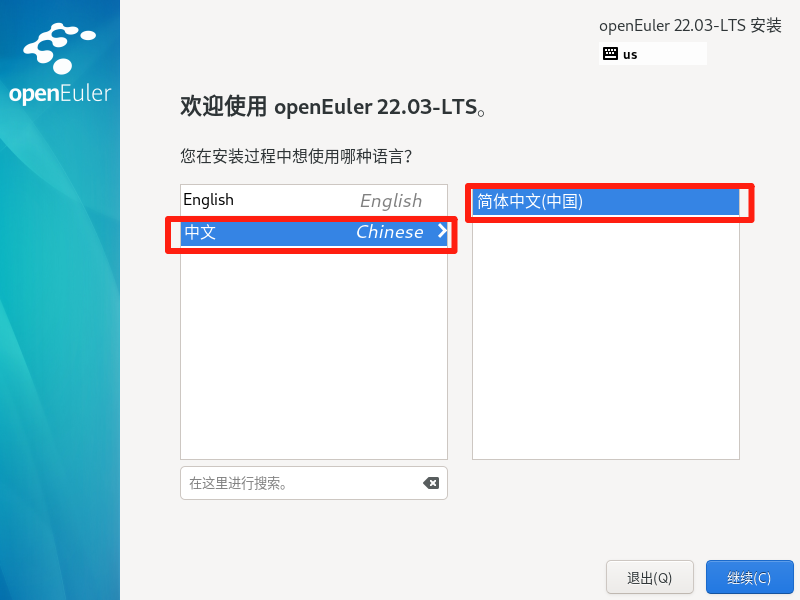 openEuler
openEuler 22.03-LTS 安装
us
欢迎使用 openEuler 22.03-LTS。
您在安装过程中想使用哪种语言?
English English
中文 Chinese
简体中文(中国)
在这里进行搜索。
退出(Q)
继续(C)